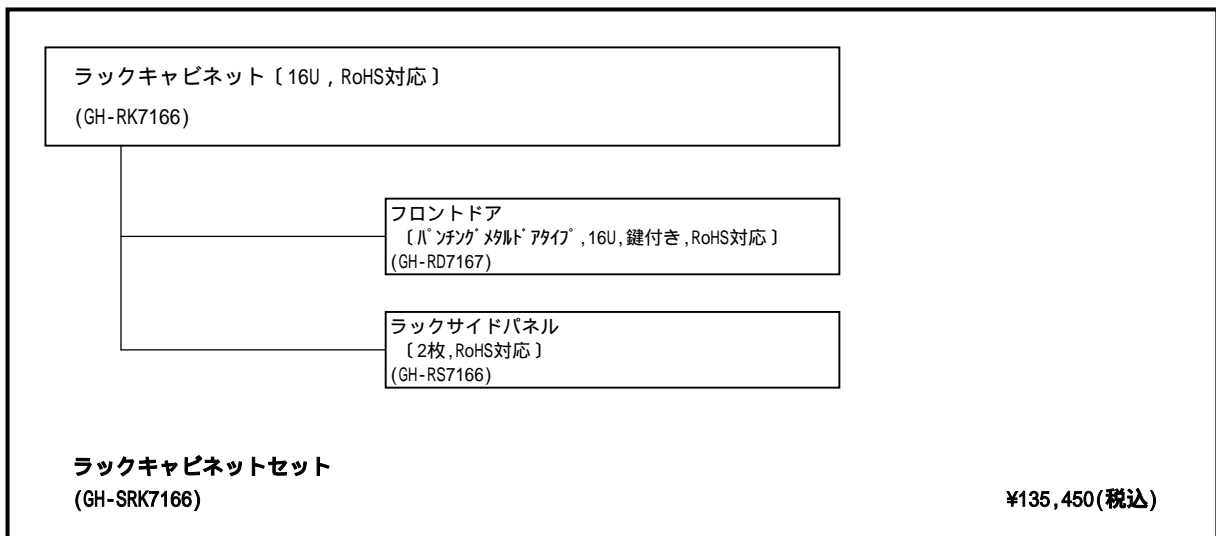 ラックキャビネット〔16U，RoHS対応〕
(GH-RK7166)
フロントドア
〔ﾊﾟﾝﾁﾝｸﾞﾒﾀﾙﾄﾞｱﾀｲﾌﾟ,16U,鍵付き,RoHS対応〕
(GH-RD7167)
ラックサイドパネル
〔2枚,RoHS対応〕
(GH-RS7166)
ラックキャビネットセット
(GH-SRK7166) ¥135,450(税込)